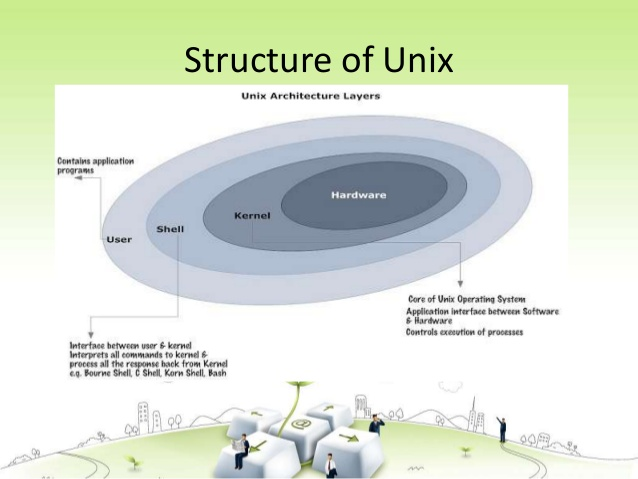 Structure of Unix
Unix Architecture Layers
Contains application
programs
Hardware
Kernel
Shell
User
Core of Unix Operating System
Application interface between Software
& Hardware
Controls execution of processes
Interface between user & kernel
Interprets all commands to kernel &
process all the response back from Kernel
e.g. Bourne Shell, C Shell, Korn Shell, Bash
@